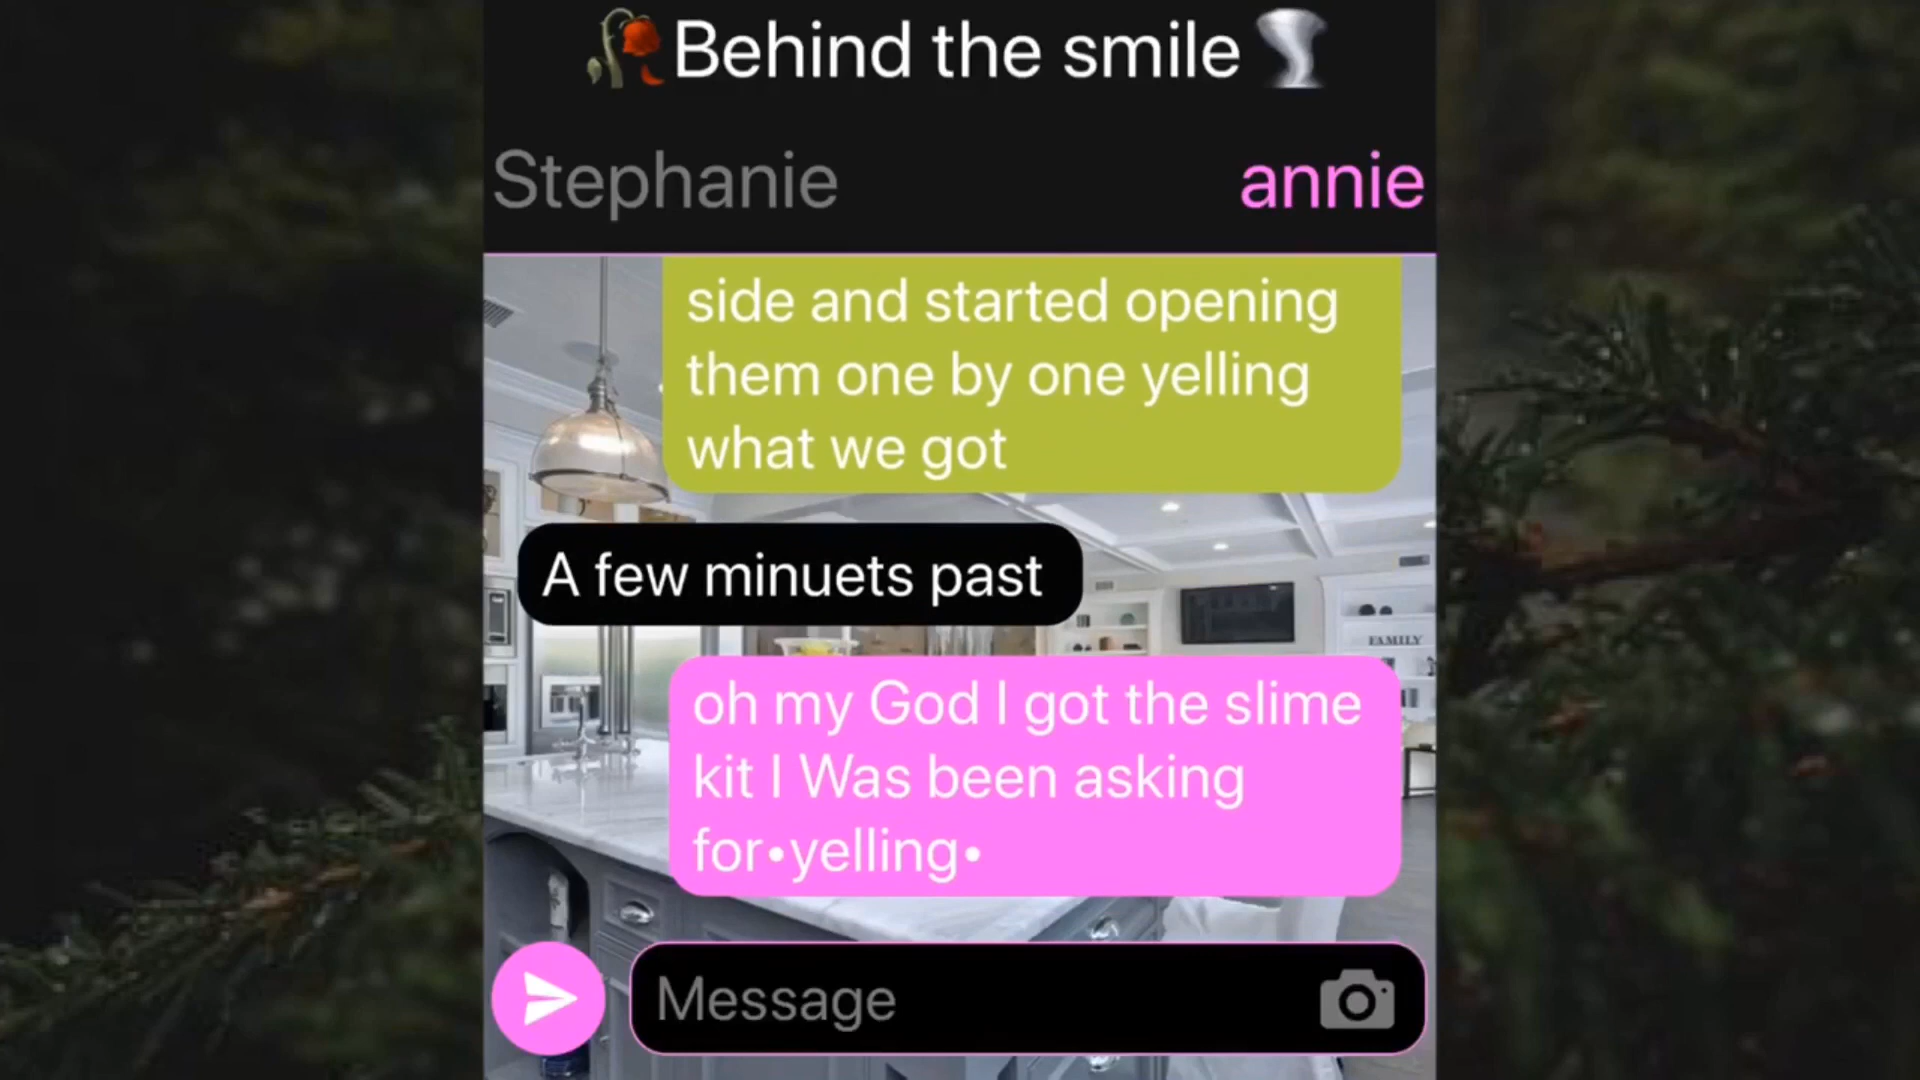 🥀Behind the smile🌪
Stephanie annie
side and started opening
them one by one yelling
what we got
A few minuets past
FAMILY
oh my God I got the slime
kit I Was been asking
for•yelling•
Message